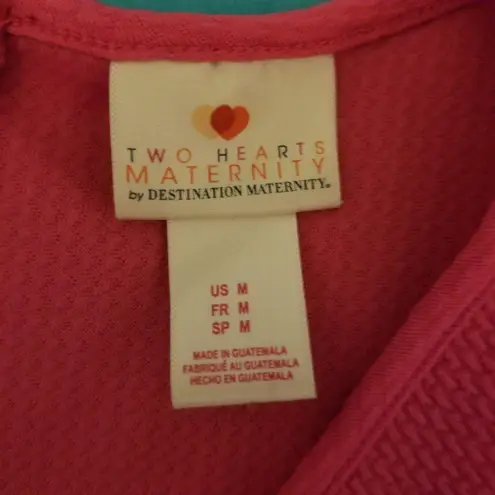 TWO HEARTS
MATERNITY
by DESTINATION MATERNITY®
US M
FR M
SP M
MADE IN GUATEMALA
FABRIQUÉ AU GUATEMALA
HECHO EN GUATEMALA